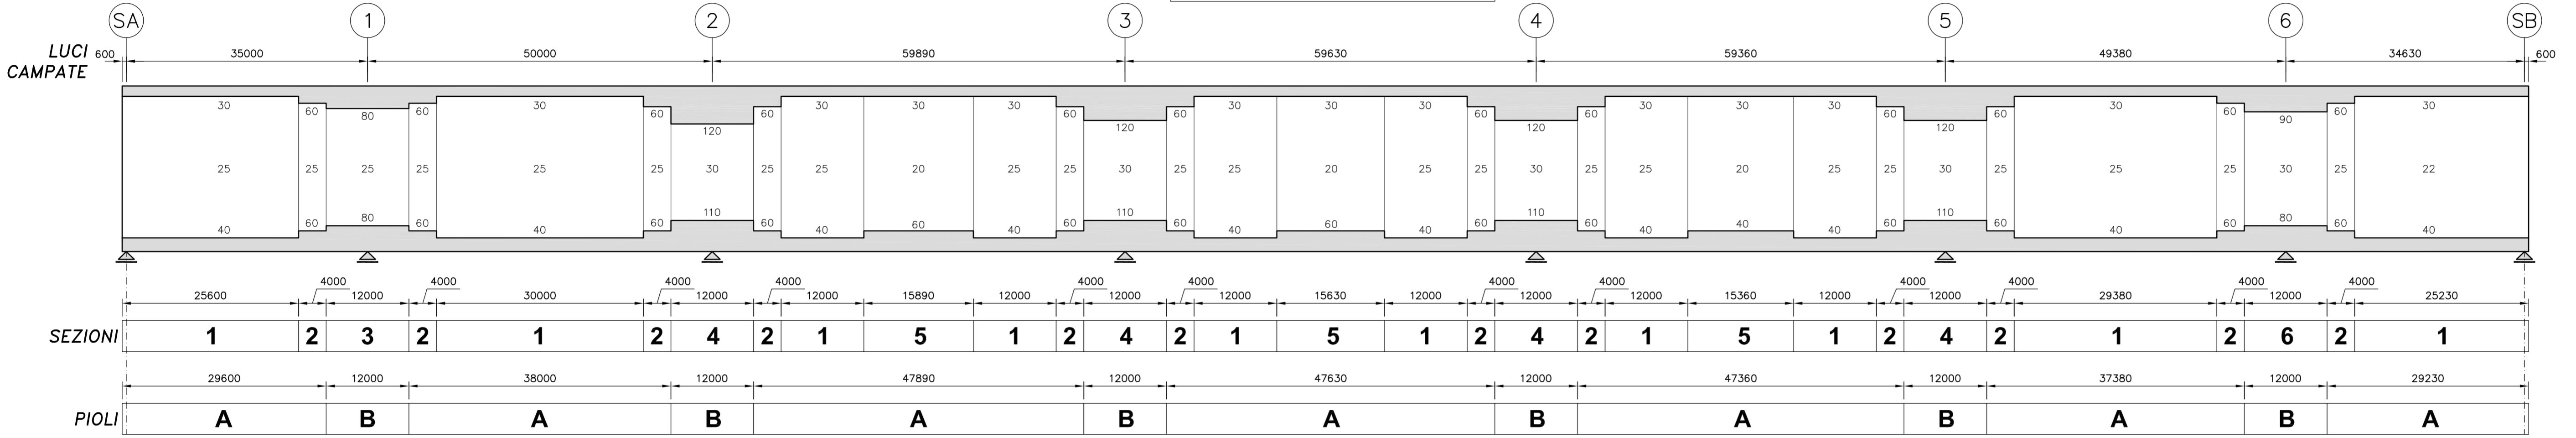 SA 1 2 3 4 5 6 SB
LUCI CAMPATE
600 35000 50000 59890 59630 59360 49380 34630 600
30 60 80 60 30 60 120 60 30 30 30 60 120 60 30 30 30 60 120 60 30 30 30 60 120 60 30 60 90 60 30
25 25 25 25 25 25 30 25 25 20 25 25 30 25 25 20 25 25 30 25 25 20 25 25 30 25 25 25 30 25 22
40 60 80 60 40 60 110 60 40 60 40 60 110 60 40 60 40 60 110 60 40 40 40 60 110 60 40 60 80 60 40
4000 4000 4000 4000 4000 4000 4000 4000 4000 4000 4000 4000
25600 12000 30000 12000 12000 15890 12000 12000 12000 15630 12000 12000 12000 15360 12000 12000 29380 12000 25230
SEZIONI 1 2 3 2 1 2 4 2 1 5 1 2 4 2 1 5 1 2 4 2 1 5 1 2 4 2 1 2 6 2 1
29600 12000 38000 12000 47890 12000 47630 12000 47360 12000 37380 12000 29230
PIOLI A B A B A B A B A B A B A